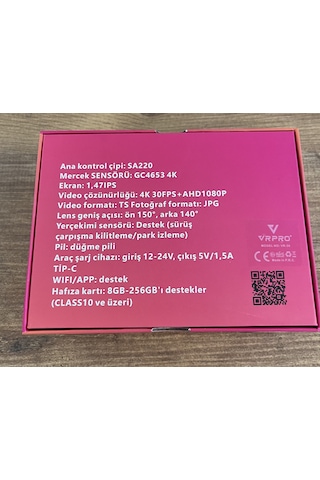 Ana kontrol çipi: SA220
Mercek SENSÖRÜ: GC4653 4K
Ekran: 1,47IPS
Video çözünürlüğü: 4K 30FPS+AHD1080P
Video formatı: TS Fotoğraf formatı: JPG
Lens geniş açısı: ön 150°, arka 140°
Yerçekimi sensörü: Destek (sürüş
çarpışma kilitleme/park izleme)
Pil: düğme pili
Araç şarj cihazı: giriş 12-24V, çıkış 5V/1,5A
TİP-C
WIFI/APP: destek
Hafıza kartı: 8GB-256GB'ı destekler
(CLASS10 ve üzeri)
VRPRO